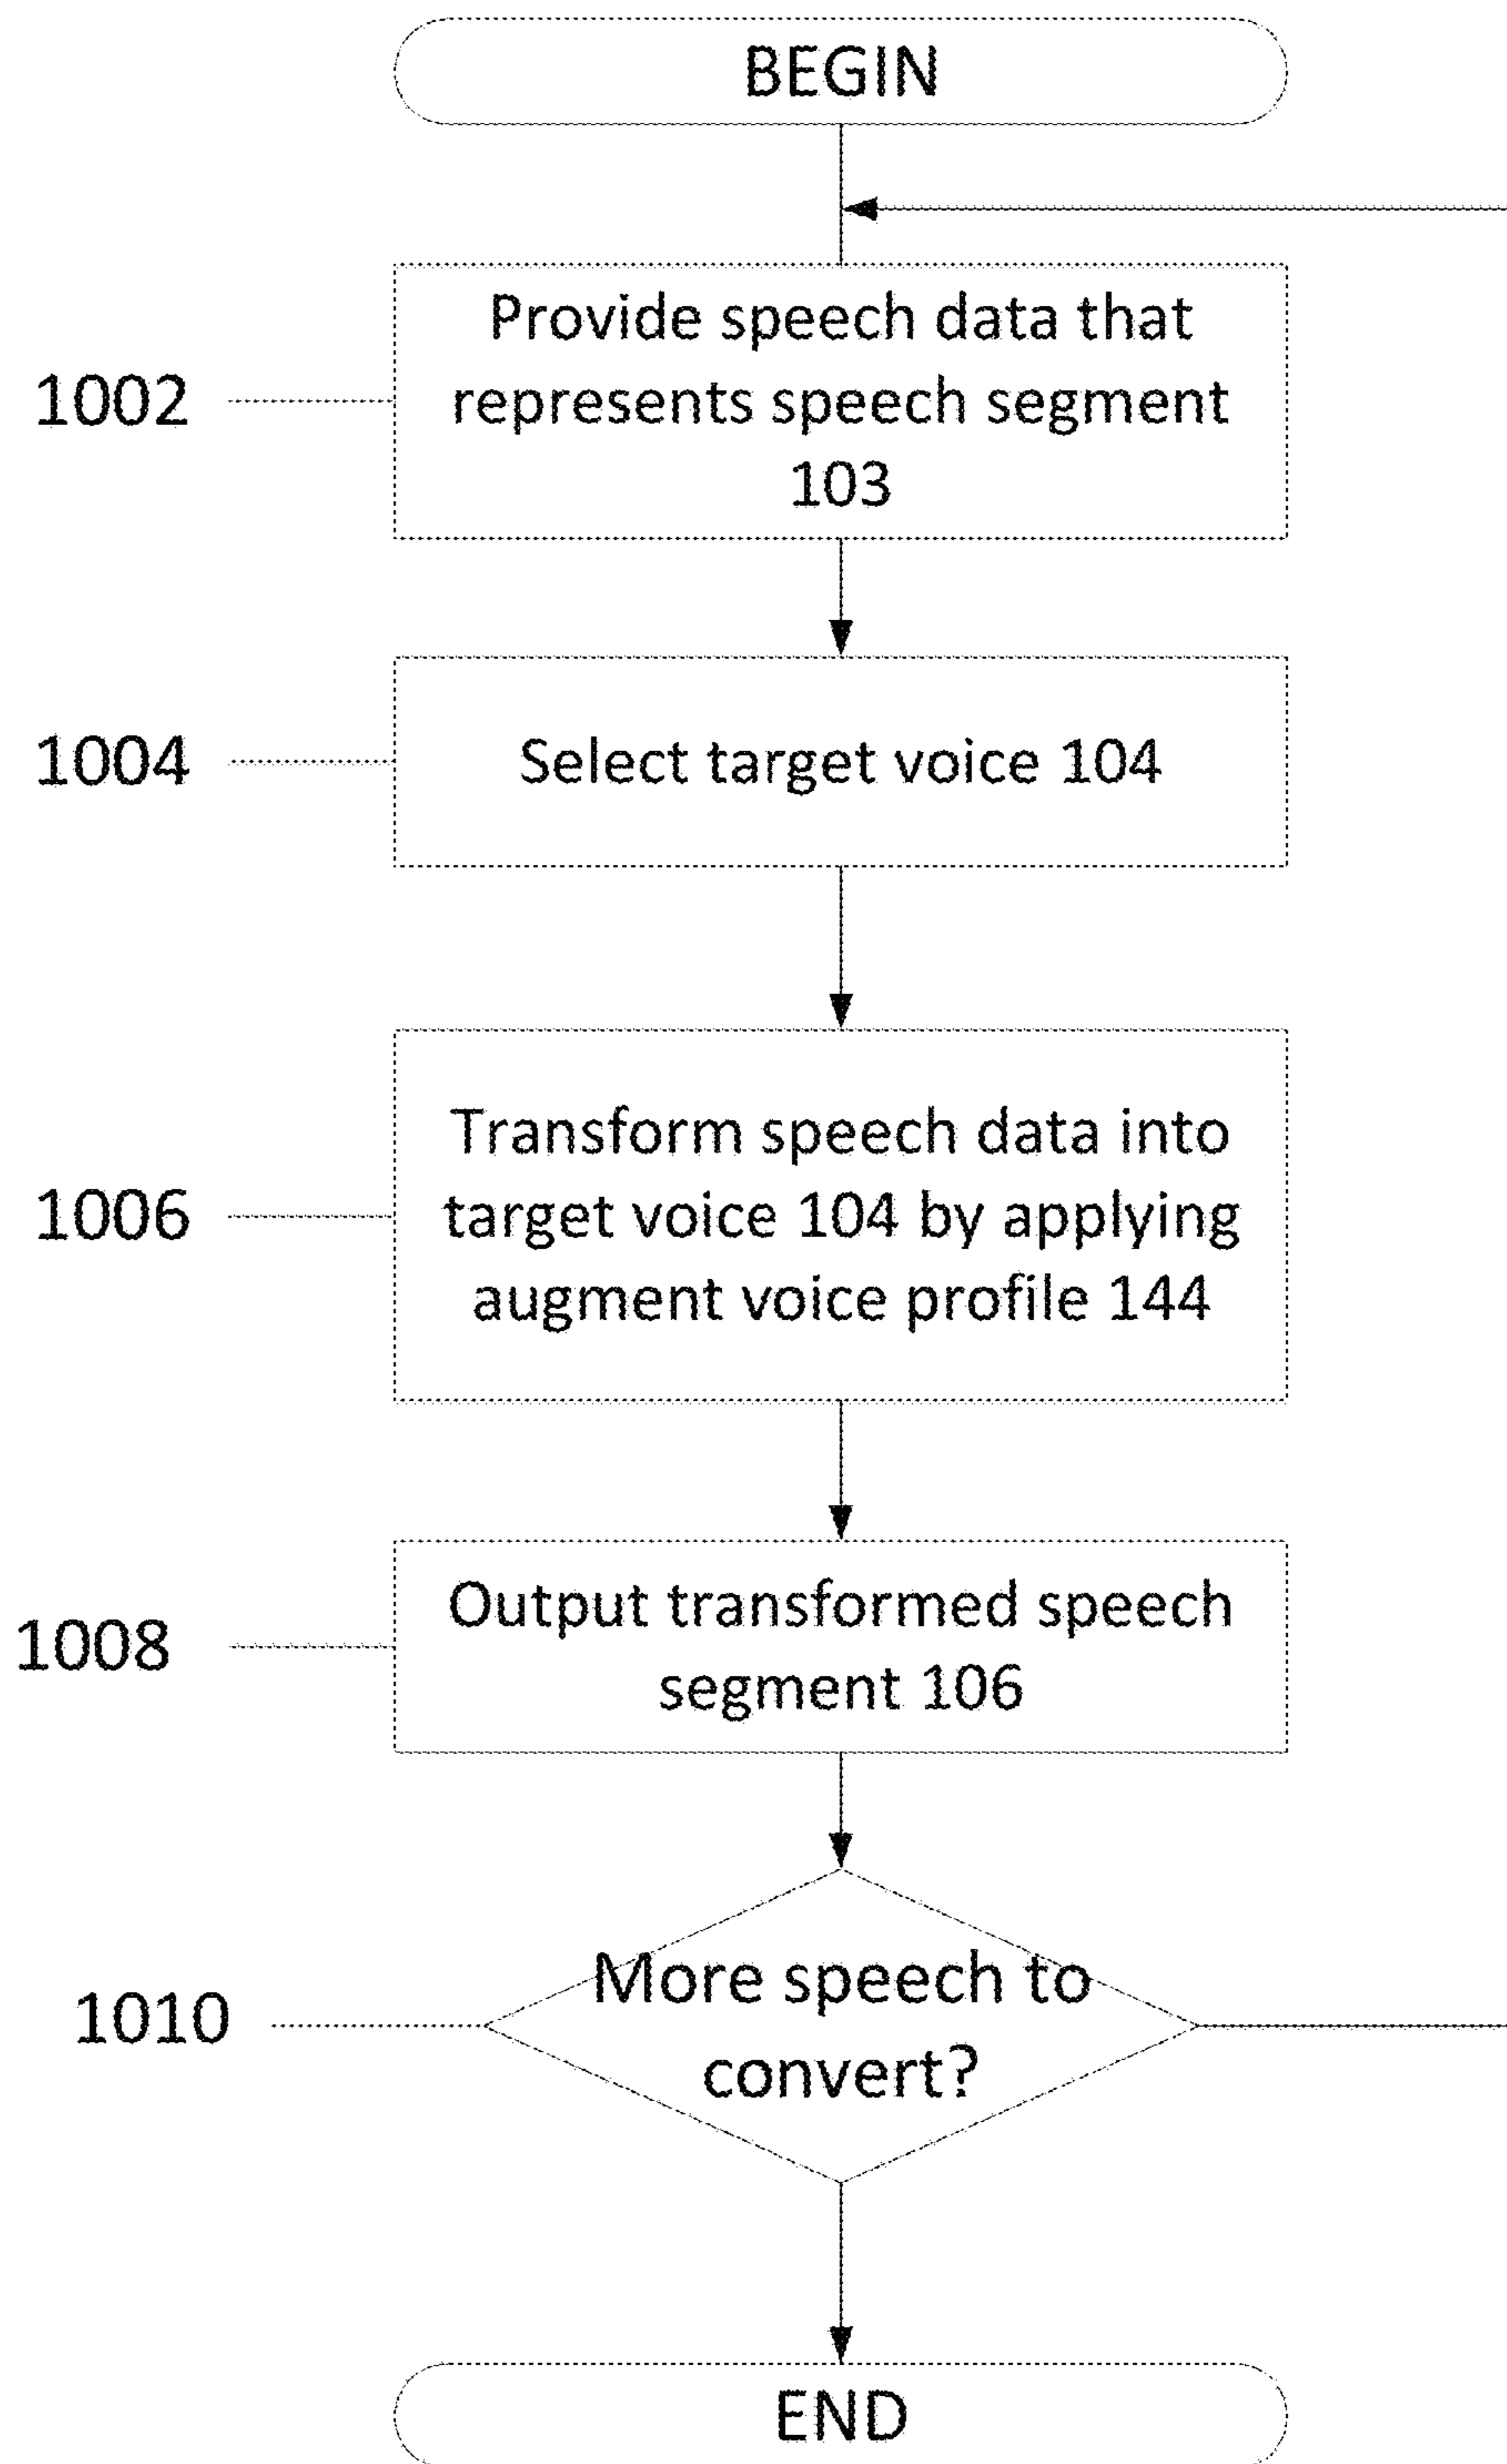 BEGIN
Provide speech data that
1002
represents speech segment
103
1004
Select target voice 104
Transform speech data into
1006
target voice 104 by applying
augment voice profile 144
Output transformed speech
1008
segment 106
More speech to
1010
convert?
END